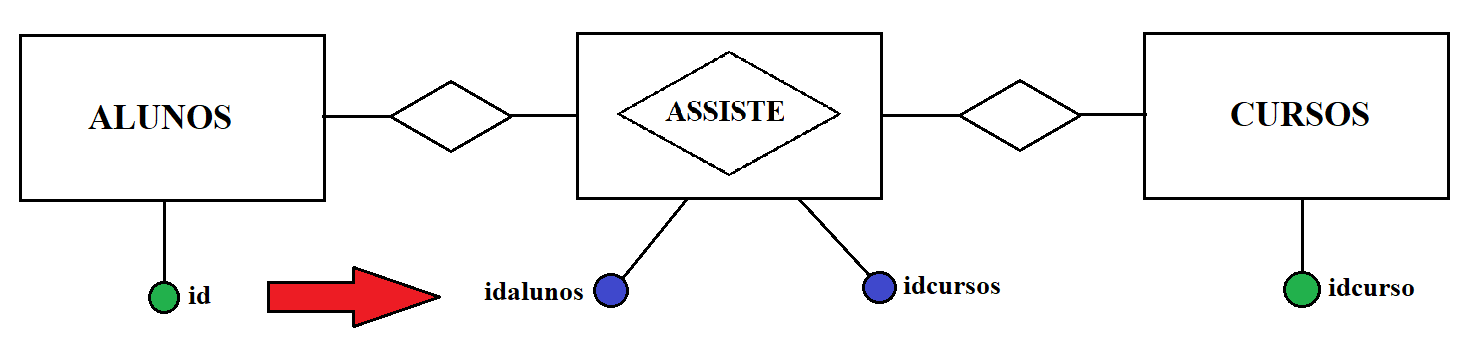 ALUNOS
ASSISTE
CURSOS
id
idalunos
idcursos
idcurso